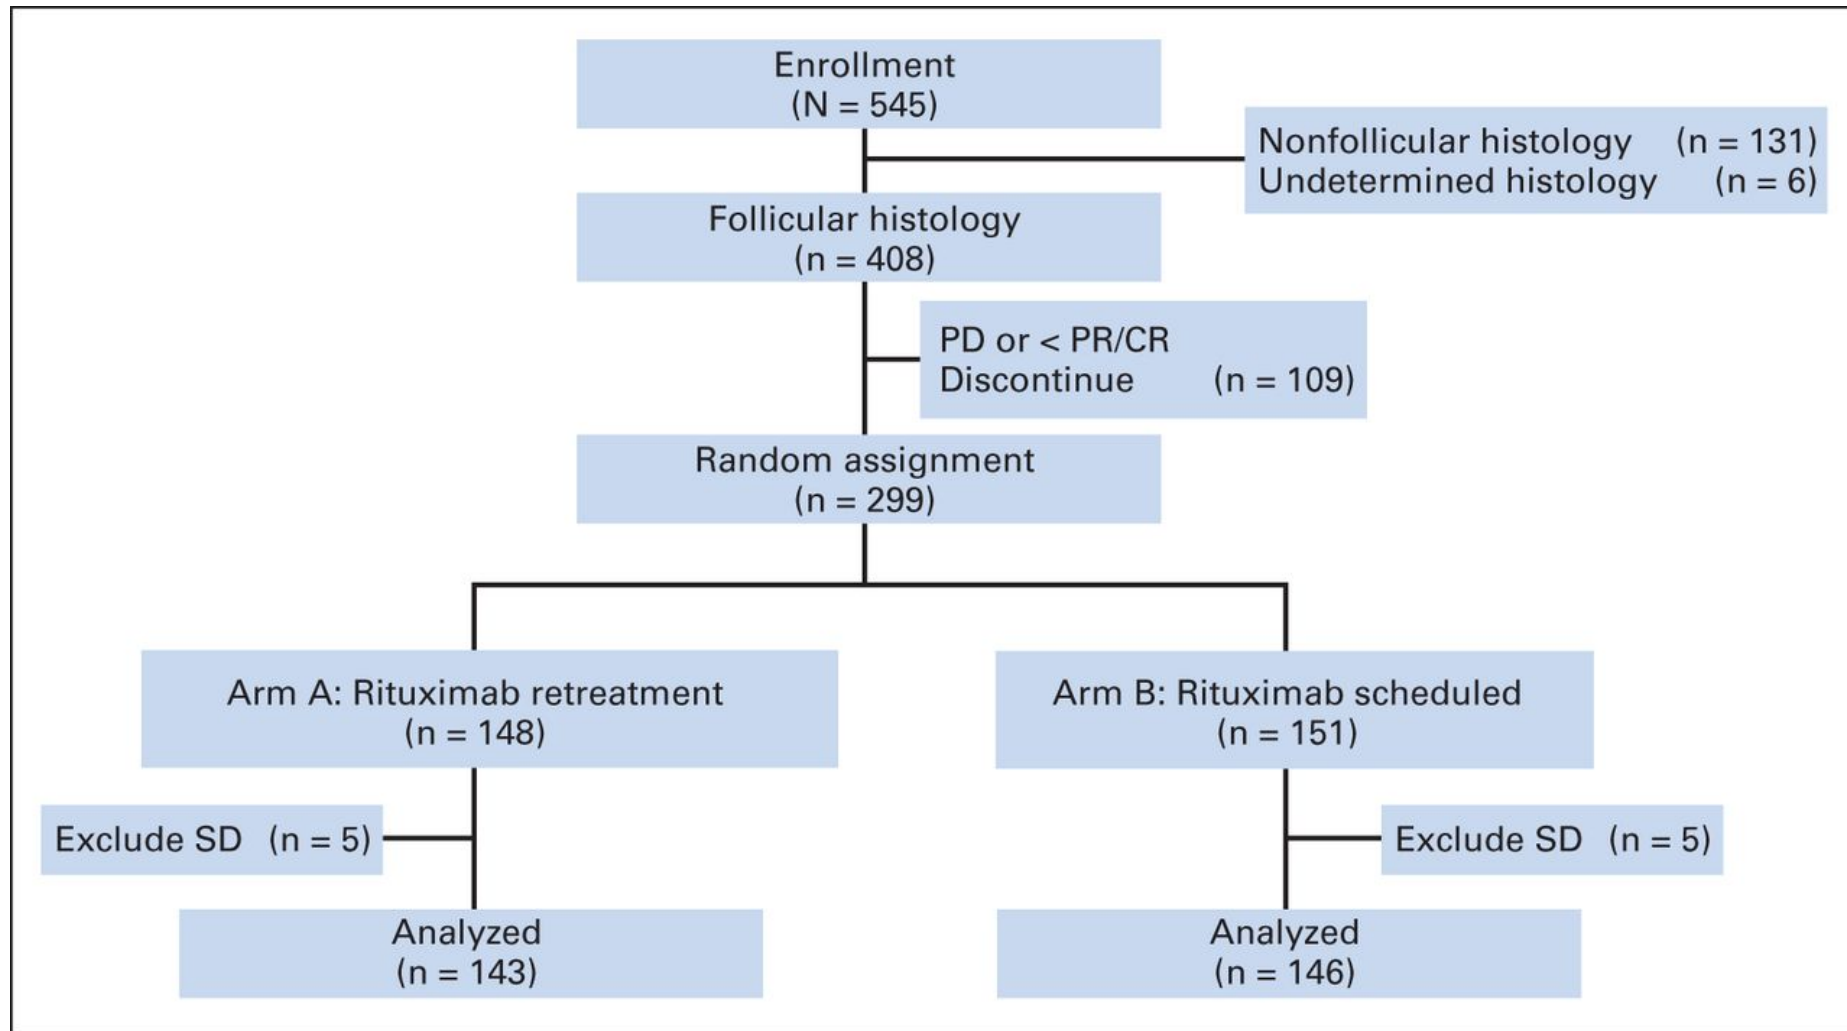 Enrollment
(N = 545)
Nonfollicular histology (n = 131)
Undetermined histology (n = 6)
Follicular histology
(n = 408)
PD or < PR/CR
Discontinue (n = 109)
Random assignment
(n = 299)
Arm A: Rituximab retreatment
(n = 148)
Arm B: Rituximab scheduled
(n = 151)
Exclude SD (n = 5)
Exclude SD (n = 5)
Analyzed
(n = 143)
Analyzed
(n = 146)